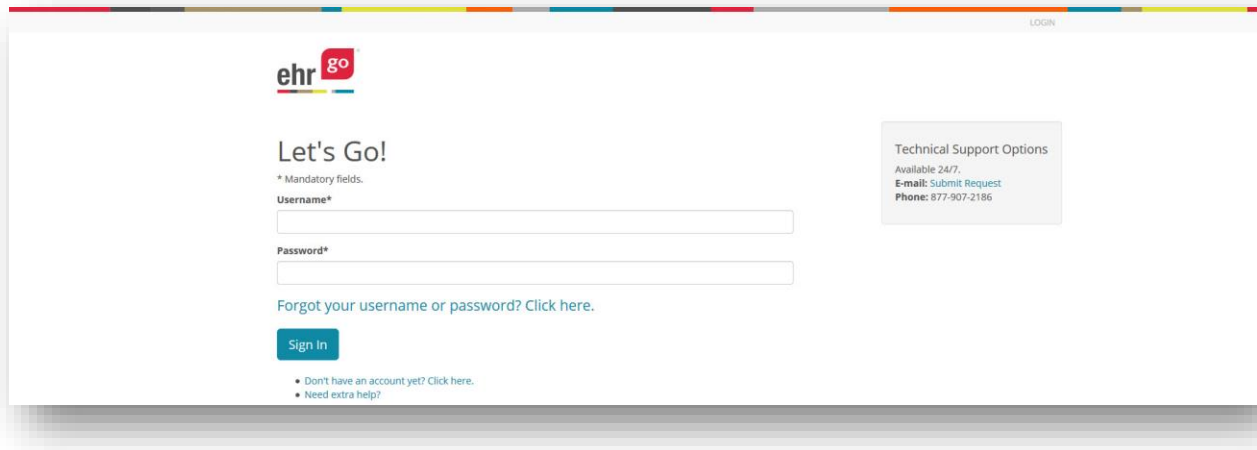 LOGIN
ehr go
Let's Go!
* Mandatory fields.
Username*
Password*
Forgot your username or password? Click here.
Sign In
Don't have an account yet? Click here.
Need extra help?
Technical Support Options
Available 24/7.
E-mail: Submit Request
Phone: 877-907-2186